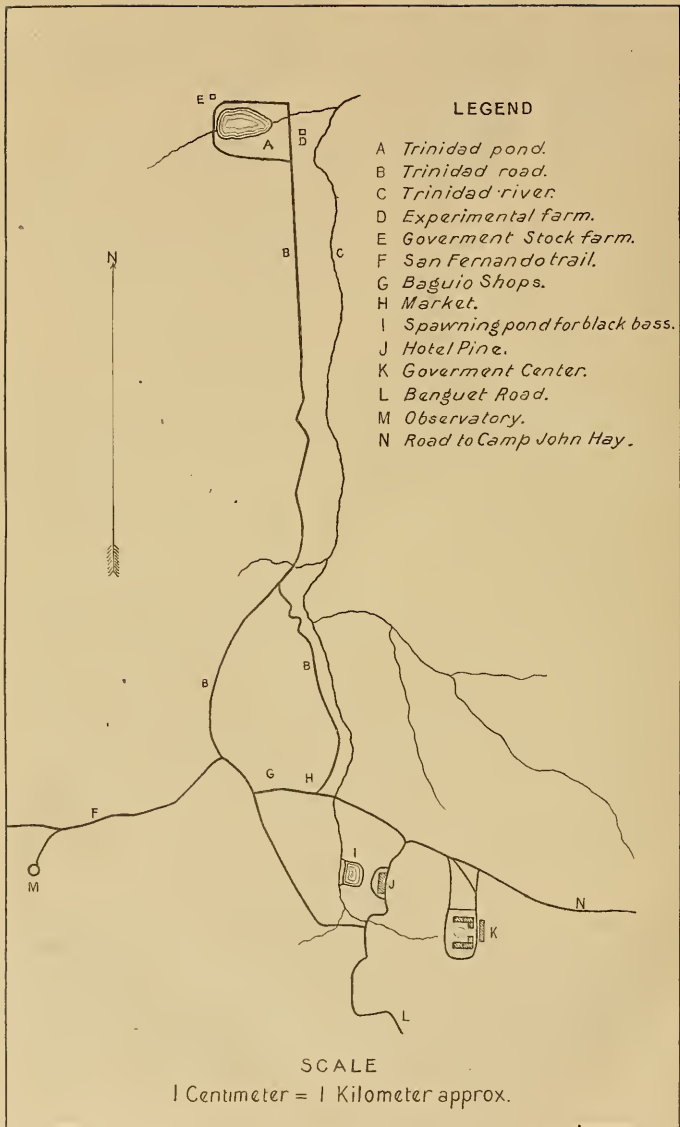 LEGEND
A Trinidad pond.
B Trinidad road.
C Trinidad river.
D Experimental farm.
E Goverment Stock farm.
F San Fernando trail.
G Baguio Shops.
H Market.
I Spawning pond for black bass.
J Hotel Pine.
K Goverment Center.
L Benguet Road.
M Observatory.
N Road to Camp John Hay.
E
A
D
N
B
C
B
B
G
H
F
I
J
M
N
K
L
SCALE
1 Centimeter = 1 Kilometer approx.